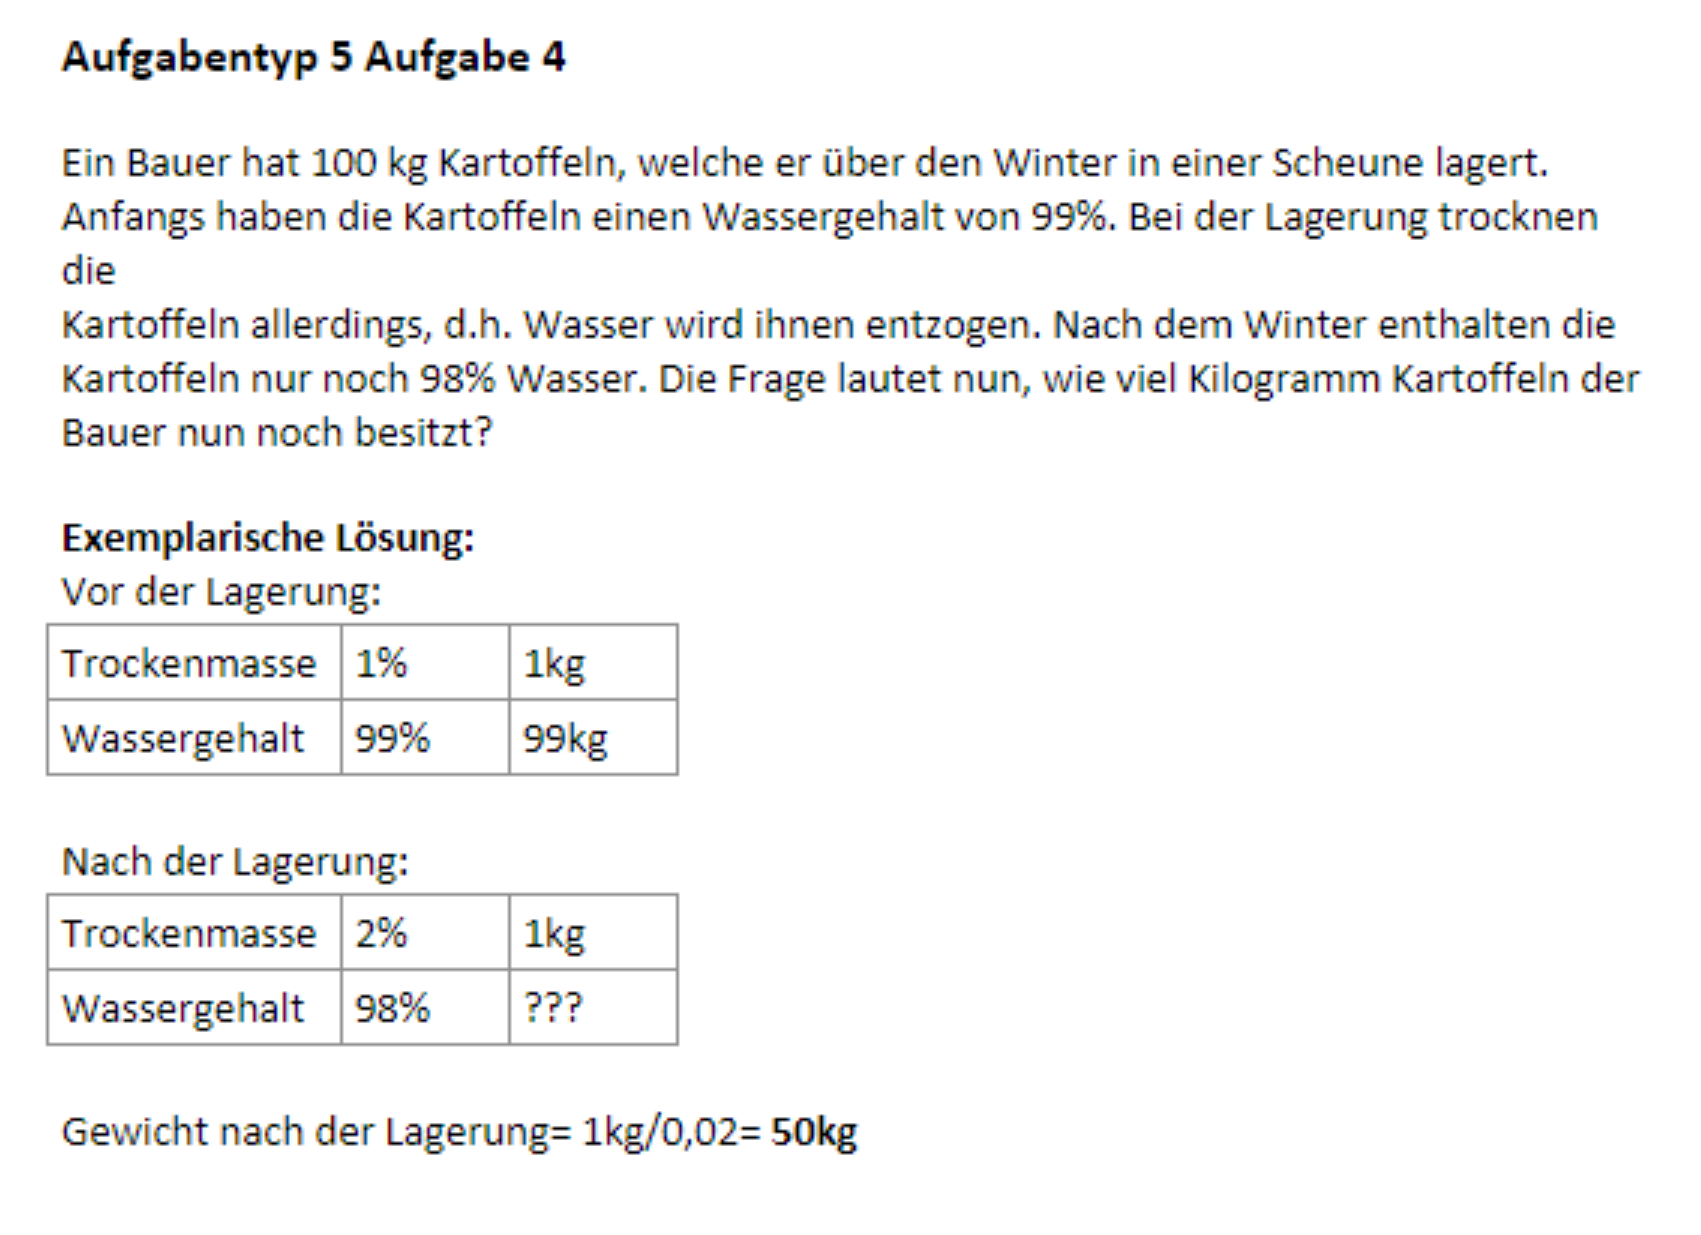 Aufgabentyp 5 Aufgabe 4
Ein Bauer hat 100 kg Kartoffeln, welche er über den Winter in einer Scheune lagert.
Anfangs haben die Kartoffeln einen Wassergehalt von 99%. Bei der Lagerung trocknen
die
Kartoffeln allerdings, d.h. Wasser wird ihnen entzogen. Nach dem Winter enthalten die
Kartoffeln nur noch 98% Wasser. Die Frage lautet nun, wie viel Kilogramm Kartoffeln der
Bauer nun noch besitzt?
Exemplarische Lösung:
Vor der Lagerung:
Trockenmasse 1% 1kg
Wassergehalt 99% 99kg
Nach der Lagerung:
Trockenmasse 2% 1kg
Wassergehalt 98% ???
Gewicht nach der Lagerung= 1kg/0,02= 50kg